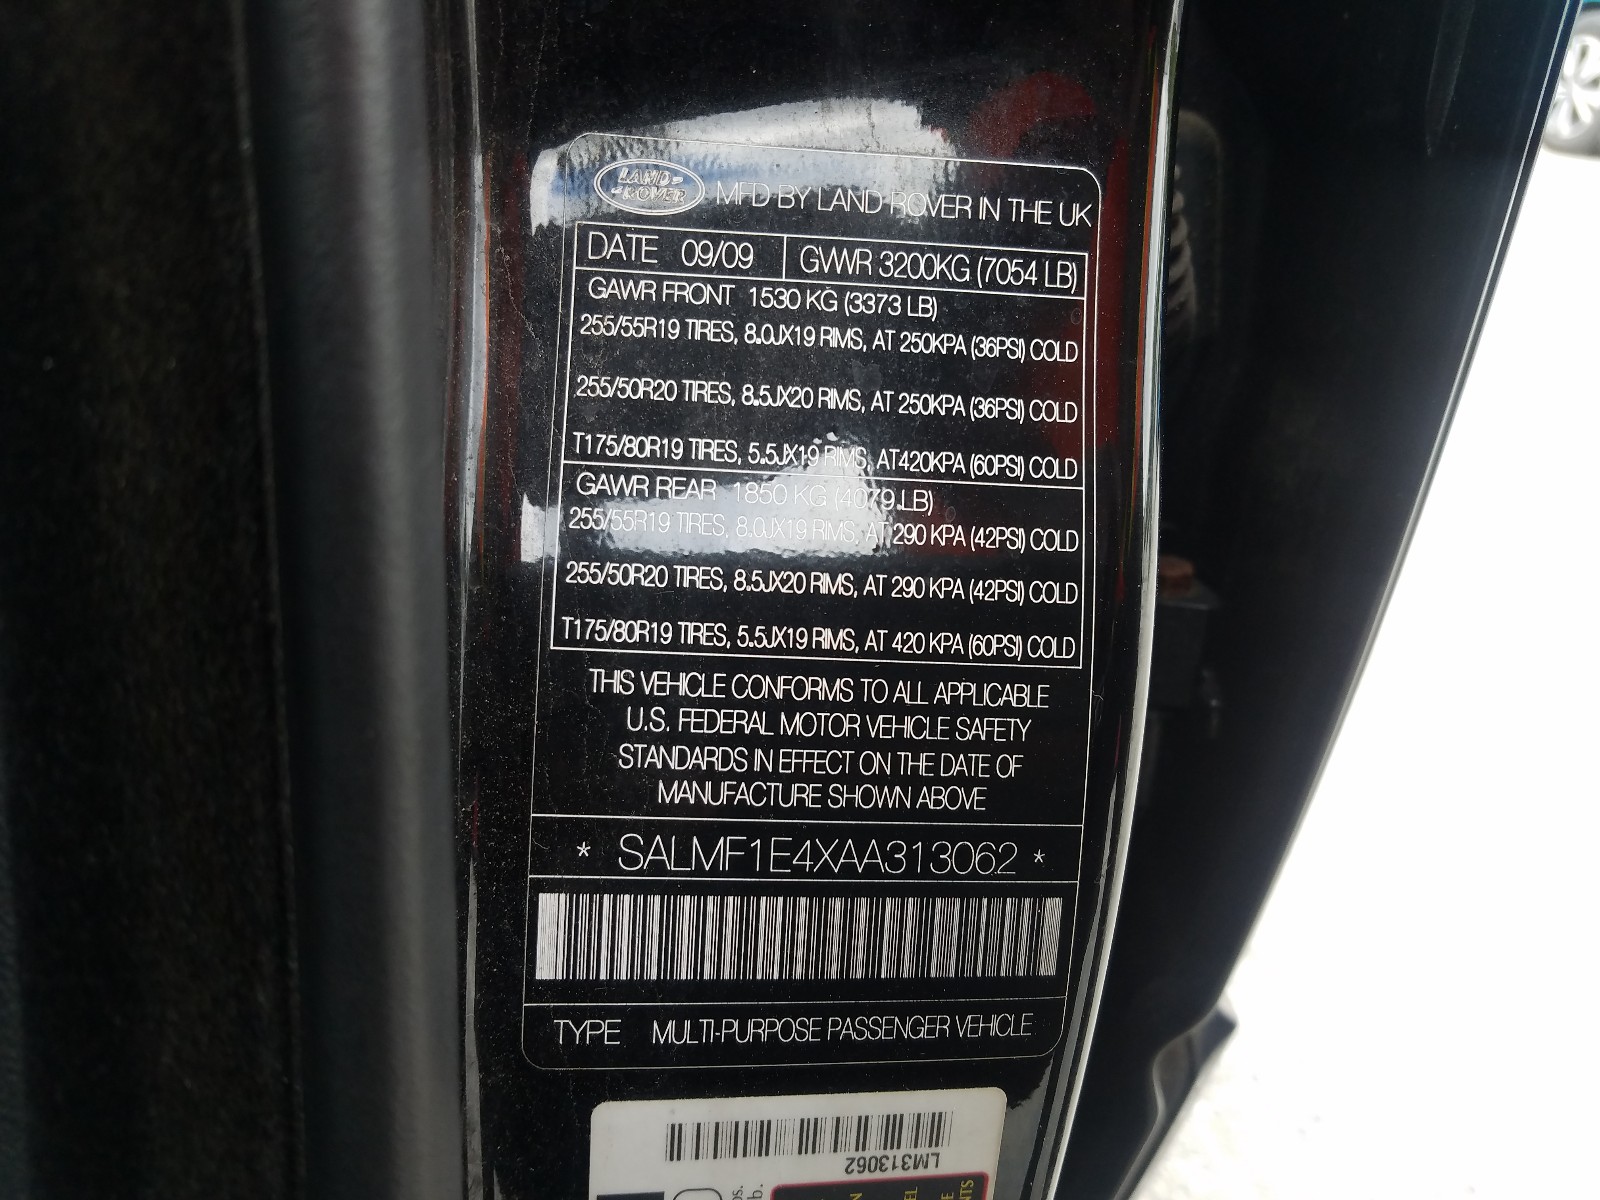 LAND-
-ROVER
MFD BY LAND ROVER IN THE UK
DATE 09/09 GVWR 3200KG (7054 LB)
GAWR FRONT 1530 KG (3373 LB)
255/55R19 TIRES, 8.0JX19 RIMS, AT 250KPA (36PSI) COLD
255/50R20 TIRES, 8.5JX20 RIMS, AT 250KPA (36PSI) COLD
T175/80R19 TIRES, 5.5JX19 RIMS, AT420KPA (60PSI) COLD
GAWR REAR 1850 KG (4079.LB)
255/55R19 TIRES, 8.0JX19 RIMS, AT 290 KPA (42PSI) COLD
255/50R20 TIRES, 8.5JX20 RIMS, AT 290 KPA (42PSI) COLD
T175/80R19 TIRES, 5.5JX19 RIMS, AT 420 KPA (60PSI) COLD
THIS VEHICLE CONFORMS TO ALL APPLICABLE
U.S. FEDERAL MOTOR VEHICLE SAFETY
STANDARDS IN EFFECT ON THE DATE OF
MANUFACTURE SHOWN ABOVE
* SALMF1E4XAA313062 *
TYPE MULTI-PURPOSE PASSENGER VEHICLE
LM313062